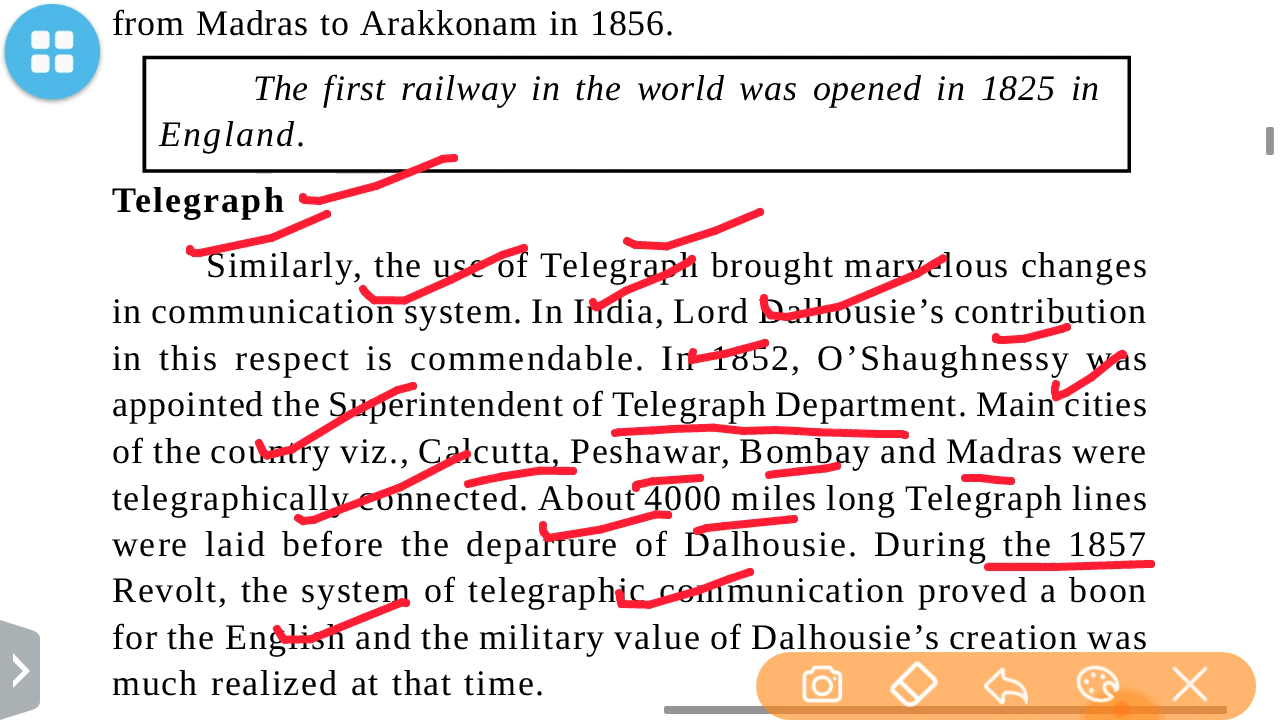 from Madras to Arakkonam in 1856.
The first railway in the world was opened in 1825 in
England.
Telegraph
Similarly, the use of Telegraph brought marvelous changes
in communication system. In India, Lord Dalhousie’s contribution
in this respect is commendable. In 1852, O’Shaughnessy was
appointed the Superintendent of Telegraph Department. Main cities
of the country viz., Calcutta, Peshawar, Bombay and Madras were
telegraphically connected. About 4000 miles long Telegraph lines
were laid before the departure of Dalhousie. During the 1857
Revolt, the system of telegraphic communication proved a boon
for the English and the military value of Dalhousie’s creation was
much realized at that time.